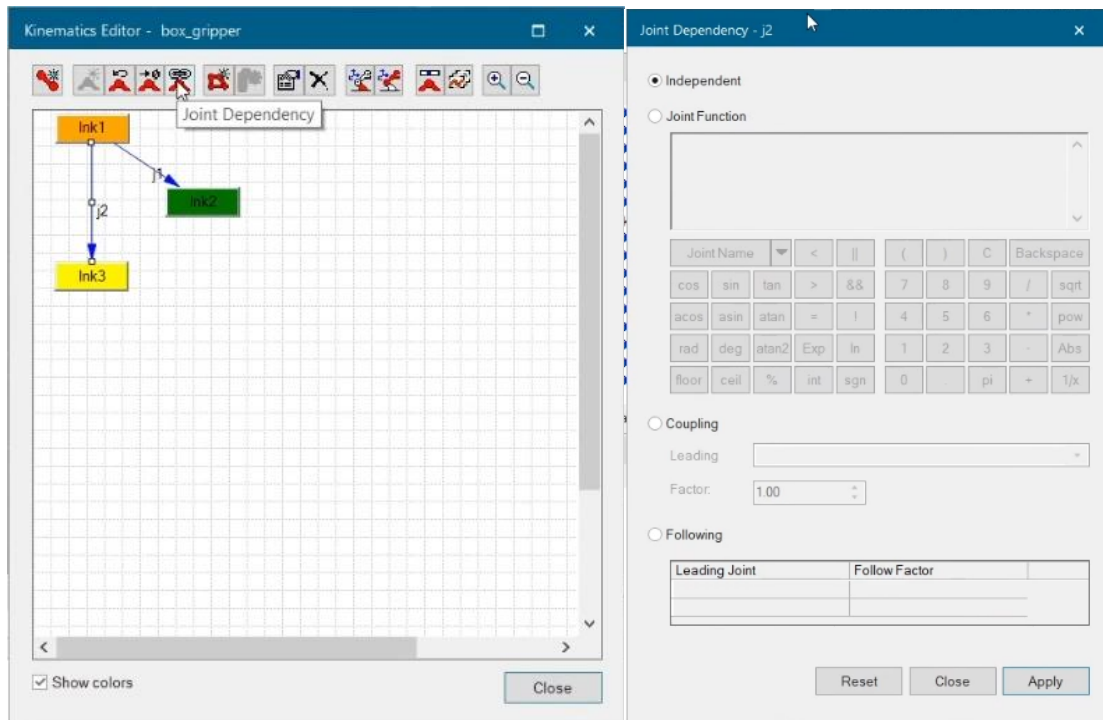 Kinematics Editor - box_gripper
Joint Dependency
lnk1
j1
lnk2
j2
lnk3
Show colors
Close
Joint Dependency - j2
Independent
Joint Function
Joint Name < || ( ) C Backspace
cos sin tan > && 7 8 9 / sqrt
acos asin atan = ! 4 5 6 * pow
rad deg atan2 Exp ln 1 2 3 - Abs
floor ceil % int sgn 0 . pi + 1/x
Coupling
Leading
Factor: 1.00
Following
Leading Joint Follow Factor
Reset Close Apply